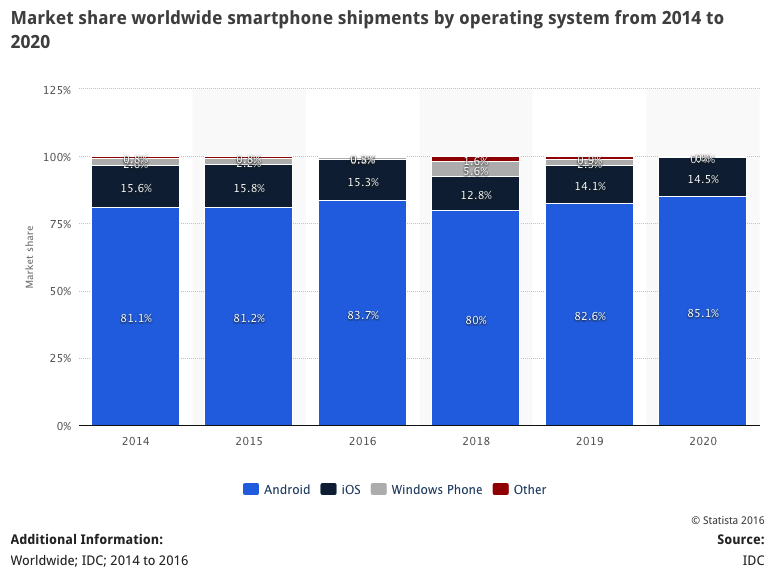 Market share worldwide smartphone shipments by operating system from 2014 to
2020
125%
100%
75%
50%
25%
0%
Market share
1.6%
5.6%
15.6% 15.8% 15.3% 12.8% 14.1% 14.5%
81.1% 81.2% 83.7% 80% 82.6% 85.1%
2014 2015 2016 2018 2019 2020
Android iOS Windows Phone Other
© Statista 2016
Additional Information: Source:
Worldwide; IDC; 2014 to 2016 IDC